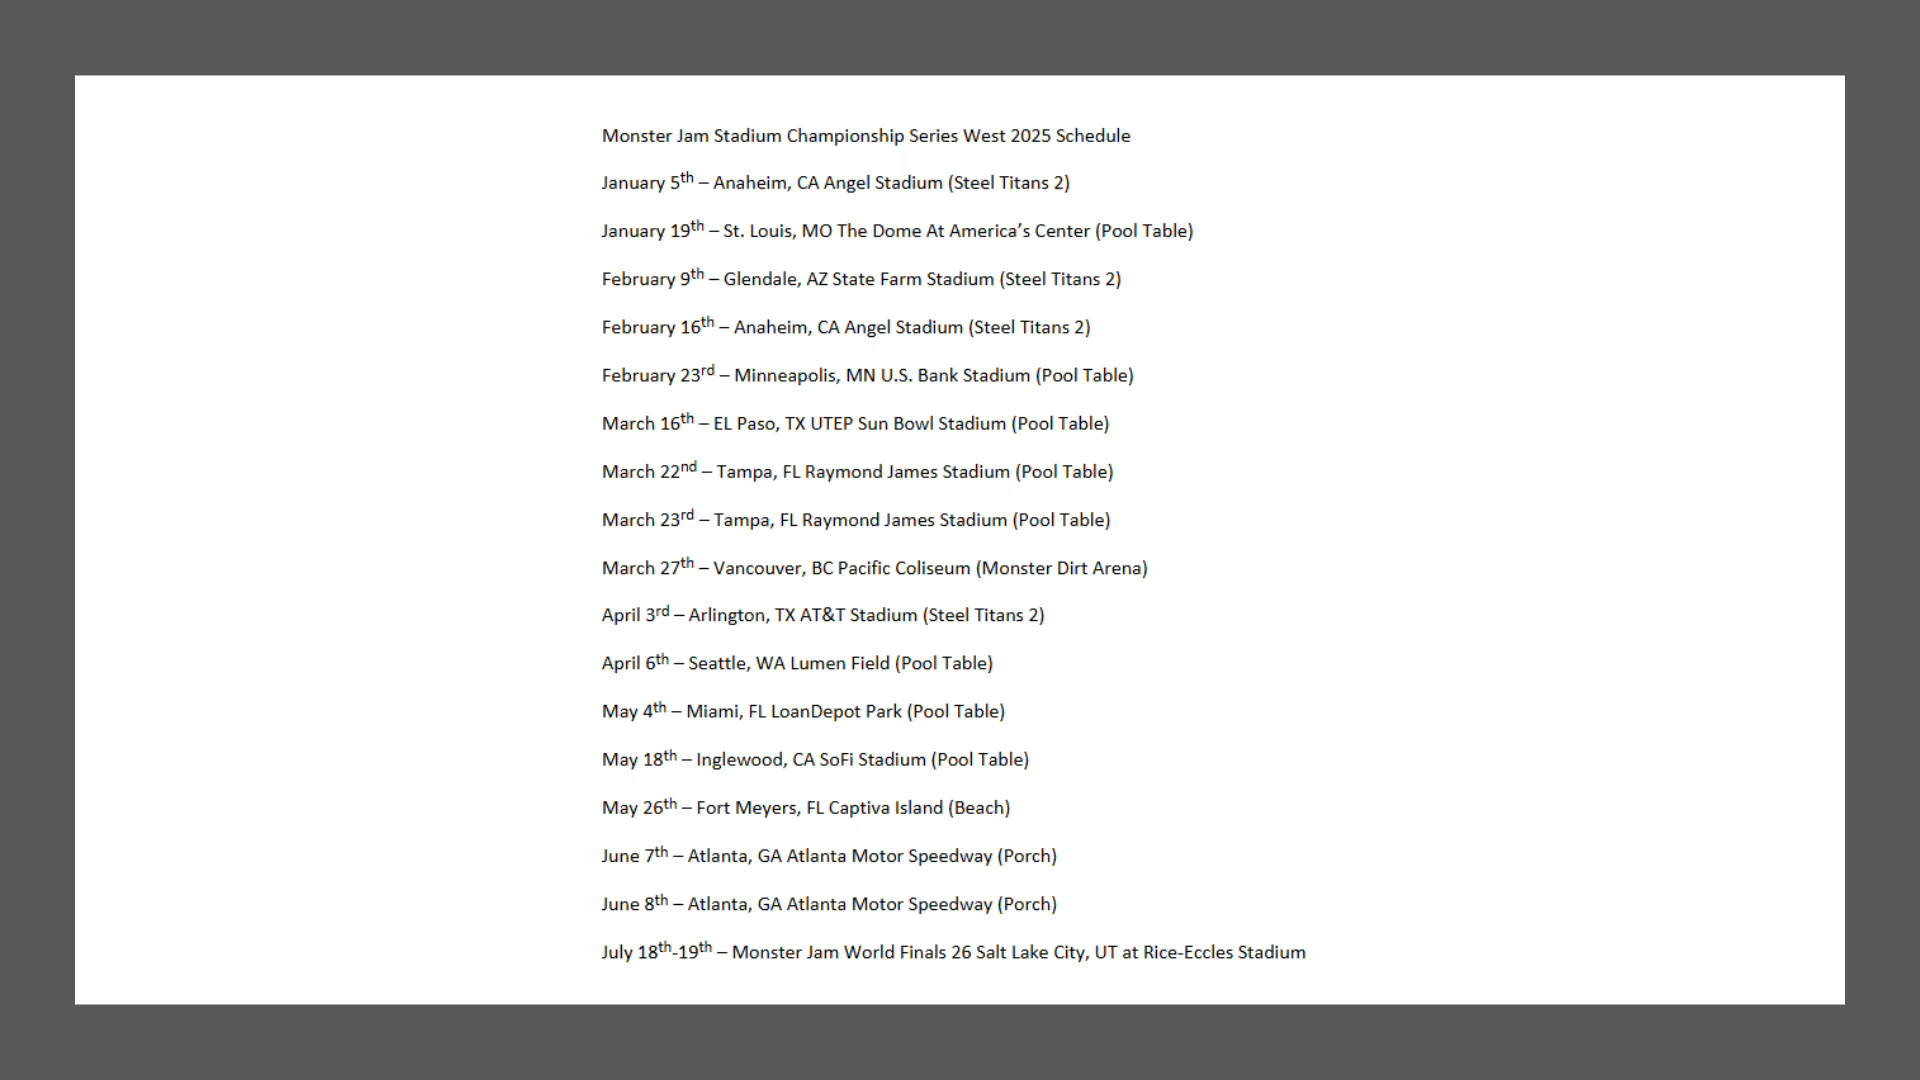 Monster Jam Stadium Championship Series West 2025 Schedule
January 5th – Anaheim, CA Angel Stadium (Steel Titans 2)
January 19th – St. Louis, MO The Dome At America’s Center (Pool Table)
February 9th – Glendale, AZ State Farm Stadium (Steel Titans 2)
February 16th – Anaheim, CA Angel Stadium (Steel Titans 2)
February 23rd – Minneapolis, MN U.S. Bank Stadium (Pool Table)
March 16th – EL Paso, TX UTEP Sun Bowl Stadium (Pool Table)
March 22nd – Tampa, FL Raymond James Stadium (Pool Table)
March 23rd – Tampa, FL Raymond James Stadium (Pool Table)
March 27th – Vancouver, BC Pacific Coliseum (Monster Dirt Arena)
April 3rd – Arlington, TX AT&T Stadium (Steel Titans 2)
April 6th – Seattle, WA Lumen Field (Pool Table)
May 4th – Miami, FL LoanDepot Park (Pool Table)
May 18th – Inglewood, CA SoFi Stadium (Pool Table)
May 26th – Fort Meyers, FL Captiva Island (Beach)
June 7th – Atlanta, GA Atlanta Motor Speedway (Porch)
June 8th – Atlanta, GA Atlanta Motor Speedway (Porch)
July 18th-19th – Monster Jam World Finals 26 Salt Lake City, UT at Rice-Eccles Stadium